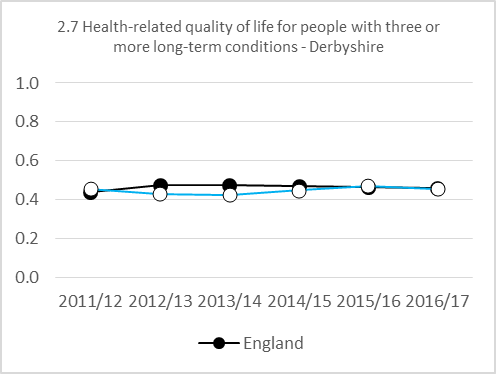 2.7 Health-related quality of life for people with three or
more long-term conditions - Derbyshire
1.0
0.8
0.6
0.4
0.2
0.0
2011/12 2012/13 2013/14 2014/15 2015/16 2016/17
England